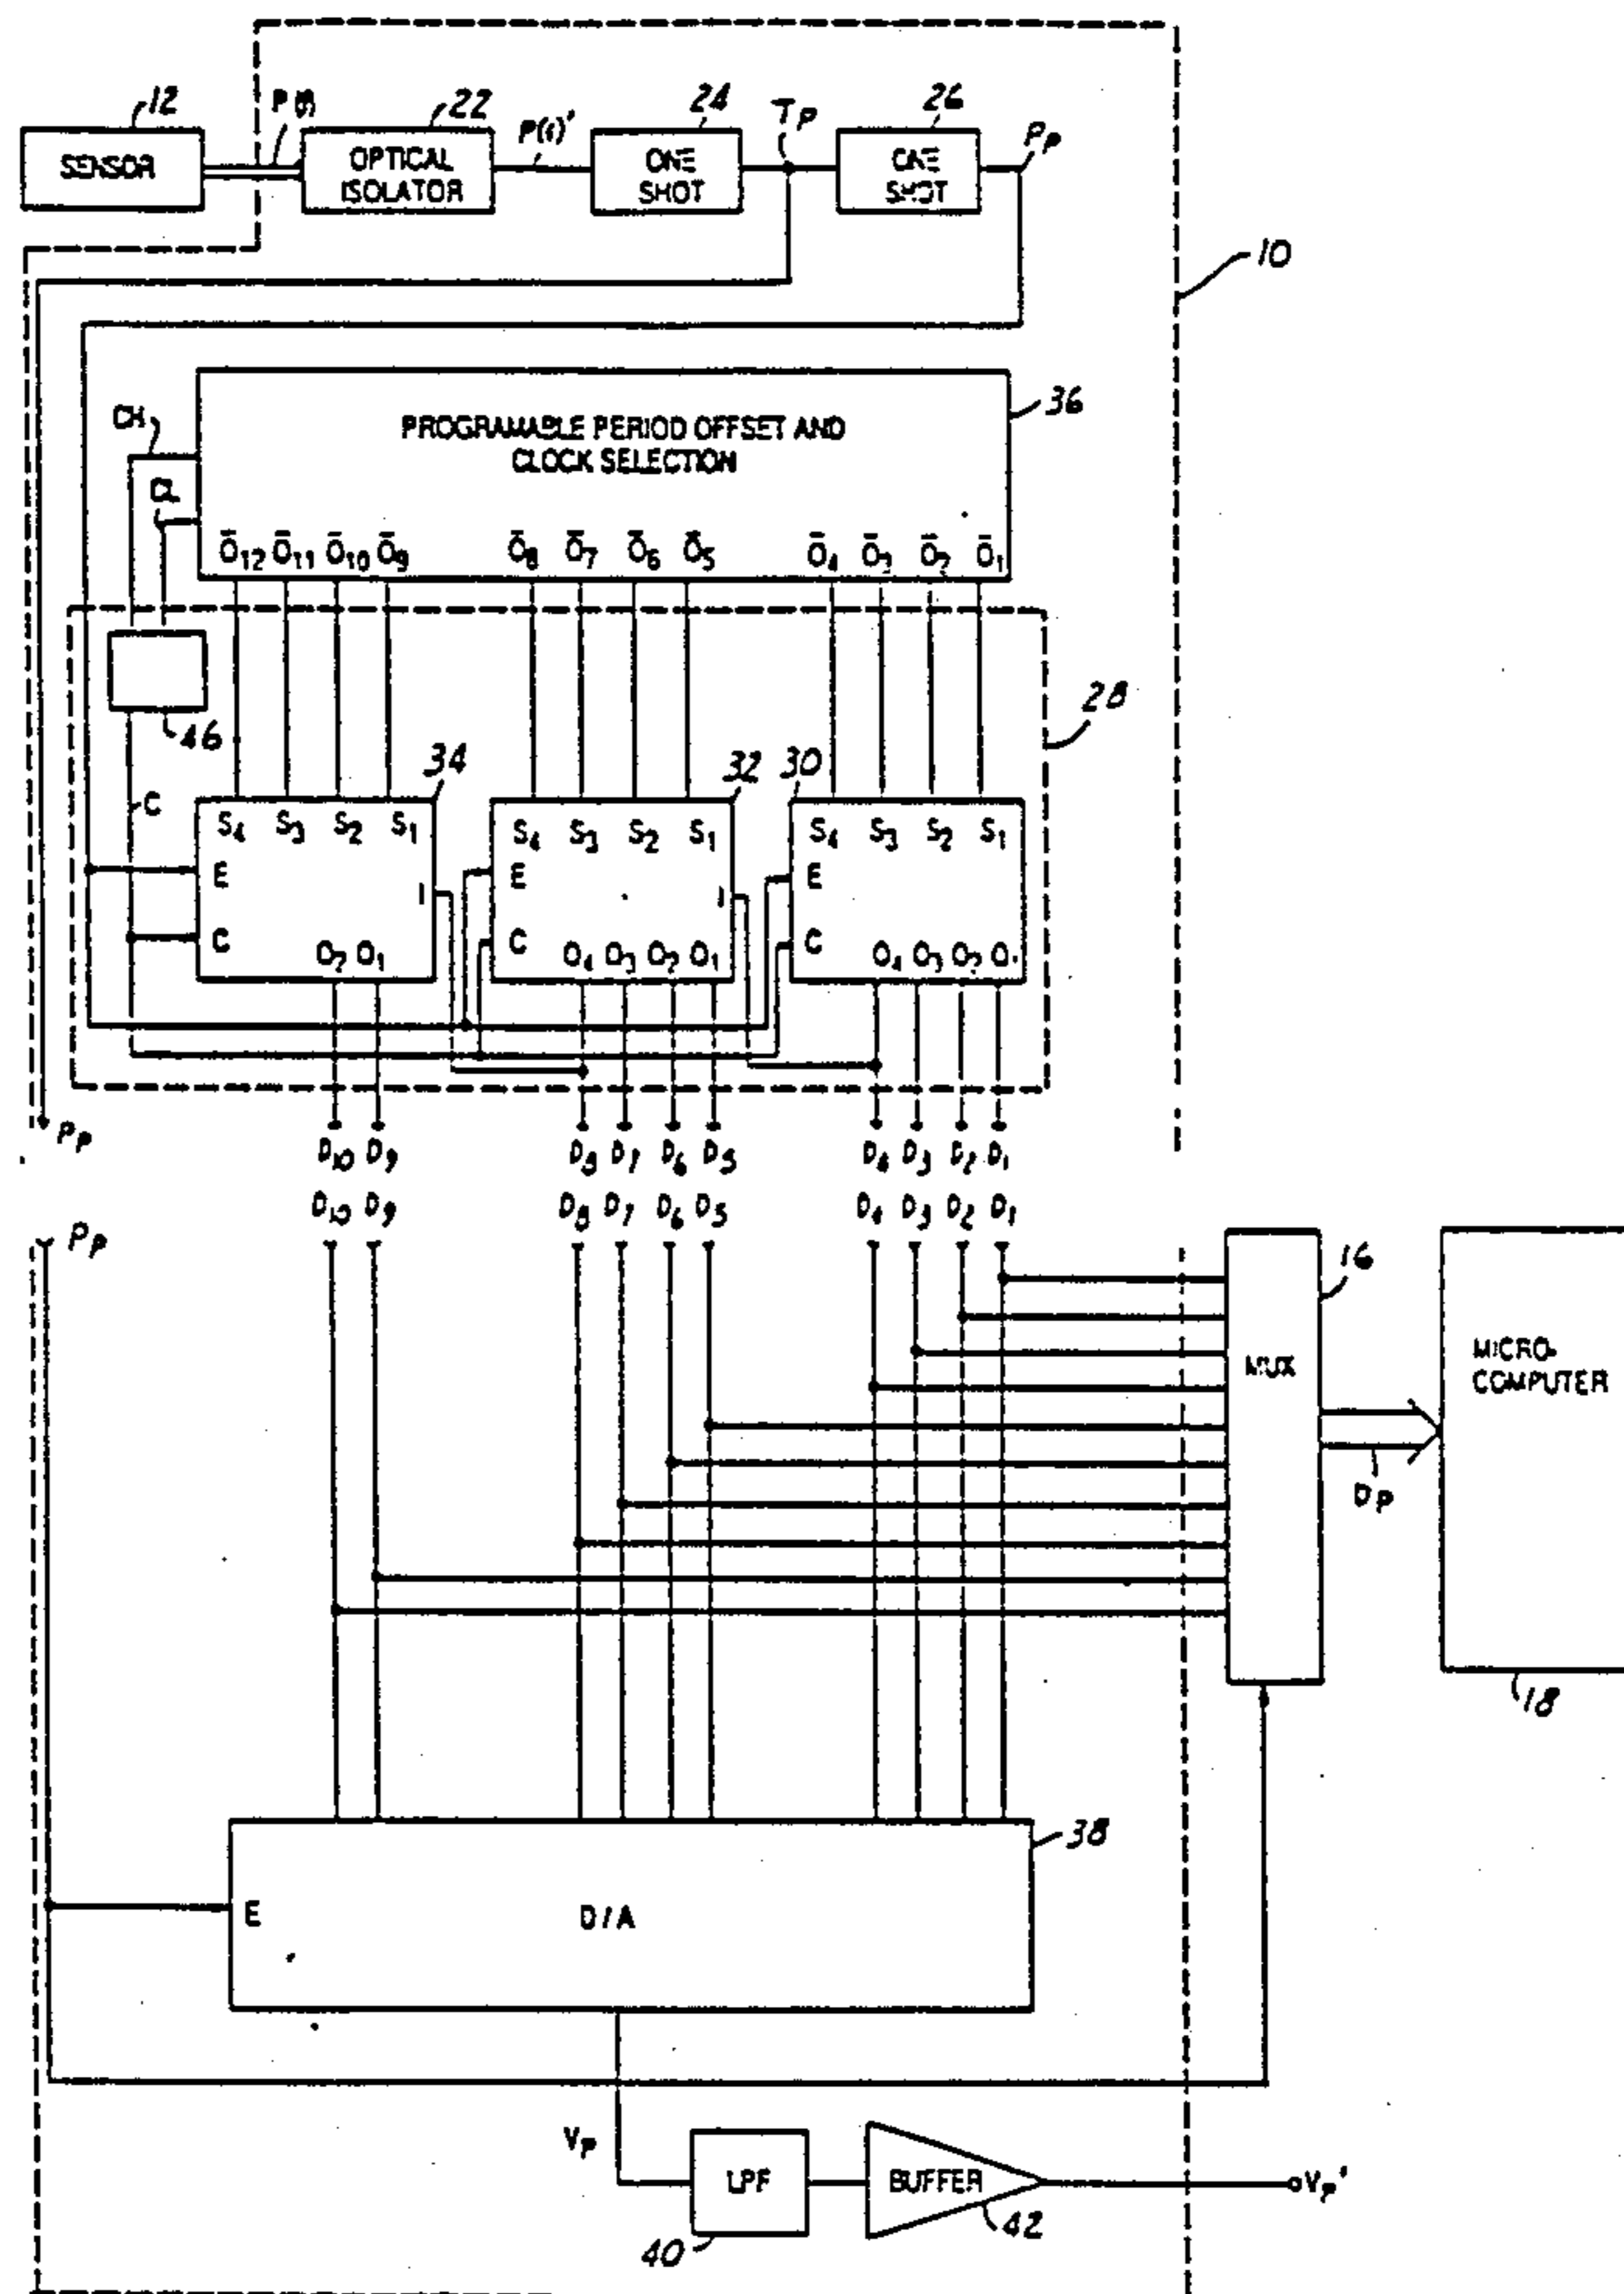 12 P(t) 22 24 Tp 26
SENSOR OPTICAL ISOLATOR P(t)' ONE SHOT ONE SHOT Pp
10
36
PROGRAMABLE PERIOD OFFSET AND
CLOCK SELECTION
CH
CL
Ō12 Ō11 Ō10 Ō9 Ō8 Ō7 Ō6 Ō5 Ō4 Ō3 Ō2 Ō1
28
46 34 32 30
C
S4 S3 S2 S1 S4 S3 S2 S1 S4 S3 S2 S1
E I E I E
C C C
O2 O1 O4 O3 O2 O1 O4 O3 O2 O1
Pp
D10 D9 D8 D7 D6 D5 D4 D3 D2 D1
D10 D9 D8 D7 D6 D5 D4 D3 D2 D1
Pp
16
MUX
MICRO-
COMPUTER
Dp
18
38
E D/A
Vp LPF BUFFER Vp'
40 42